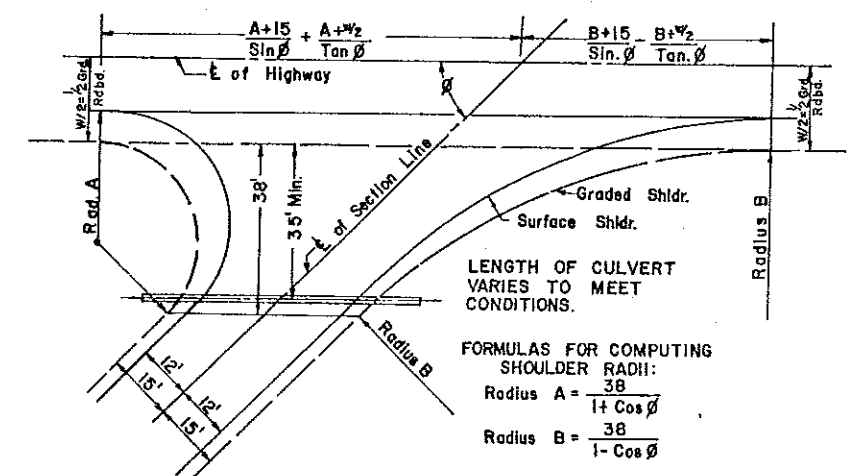 A+15 / Sin Ø + A+W/2 / Tan Ø
B+15 / Sin. Ø - B+W/2 / Tan. Ø
℄ of Highway
Ø
W/2=½ Grd.
Rdbd.
W/2=½ Grd.
Rdbd.
Rad. A
38'
35' Min.
℄ of Section Line
Graded Shldr.
Surface Shldr.
Radius B
LENGTH OF CULVERT
VARIES TO MEET
CONDITIONS.
Radius B
FORMULAS FOR COMPUTING
SHOULDER RADII:
Radius A = 38 / 1+ Cos Ø
Radius B = 38 / 1- Cos Ø
12'
15'
12'
15'